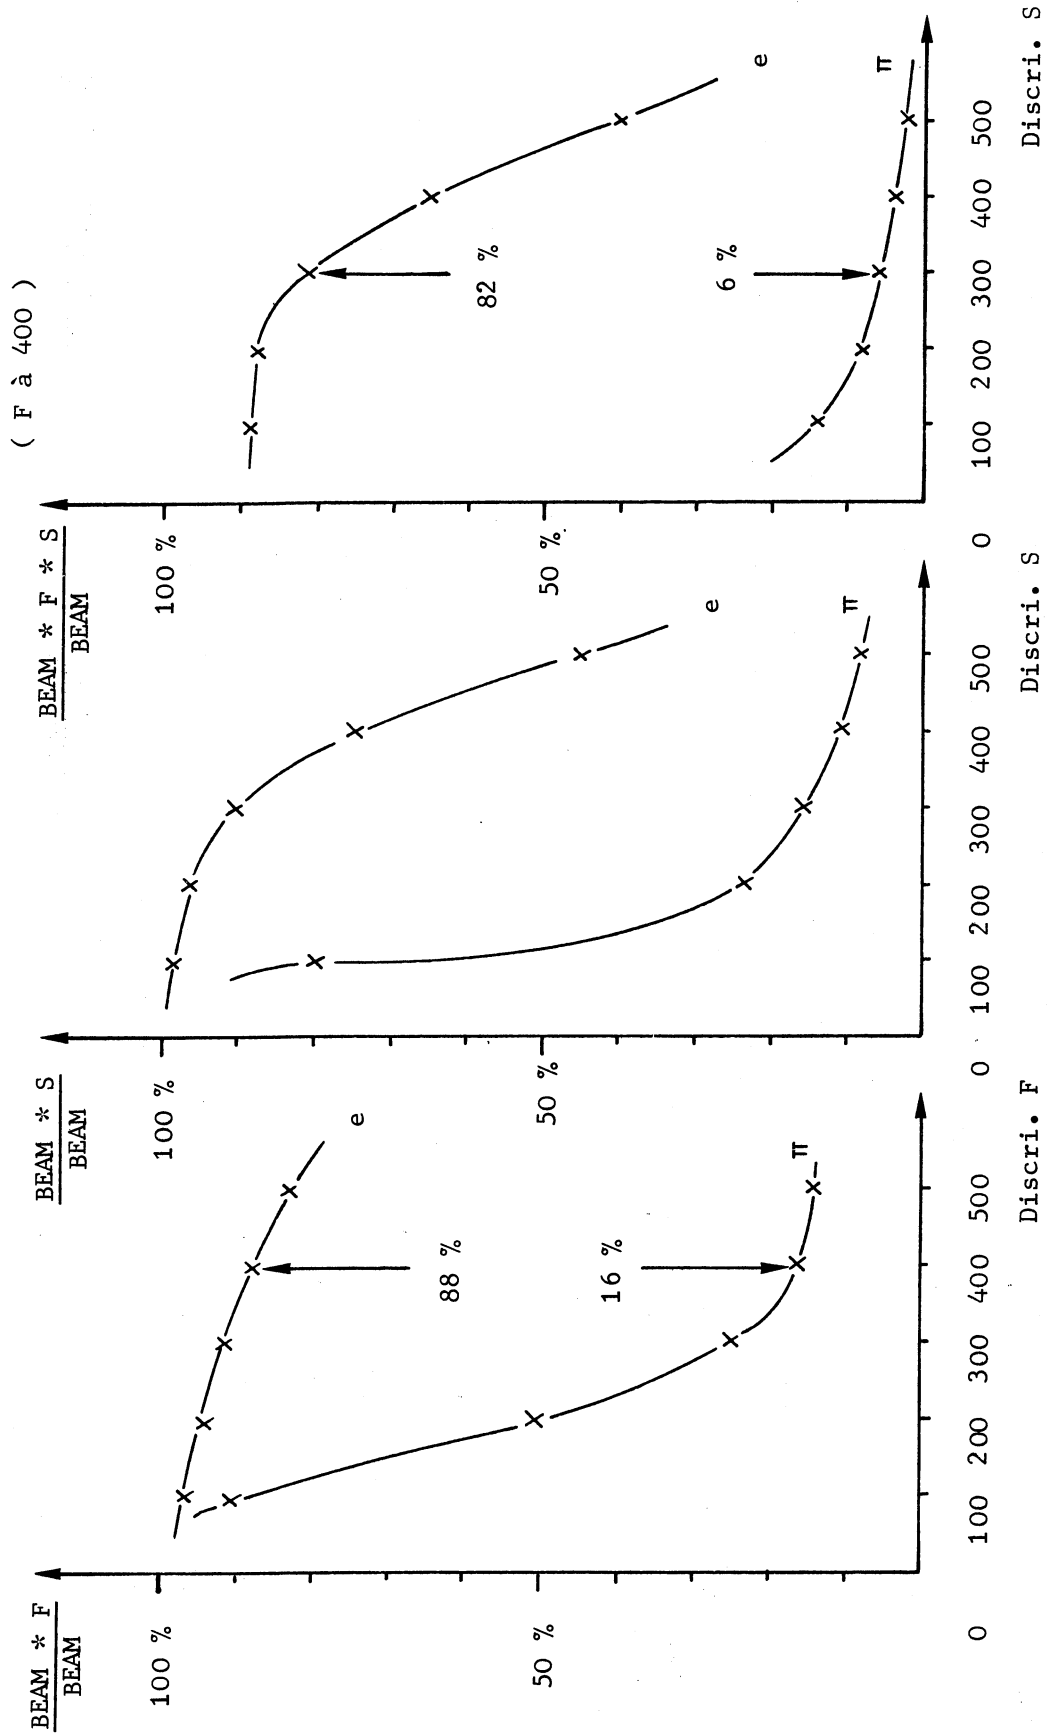 BEAM * F
BEAM
100 %
50 %
e
88 %
16 %
π
0 100 200 300 400 500
Discri. F
BEAM * S
BEAM
100 %
50 %
e
π
0 100 200 300 400 500
Discri. S
BEAM * F * S
BEAM
( F à 400 )
100 %
50 %.
e
82 %
6 %
π
0 100 200 300 400 500
Discri. S